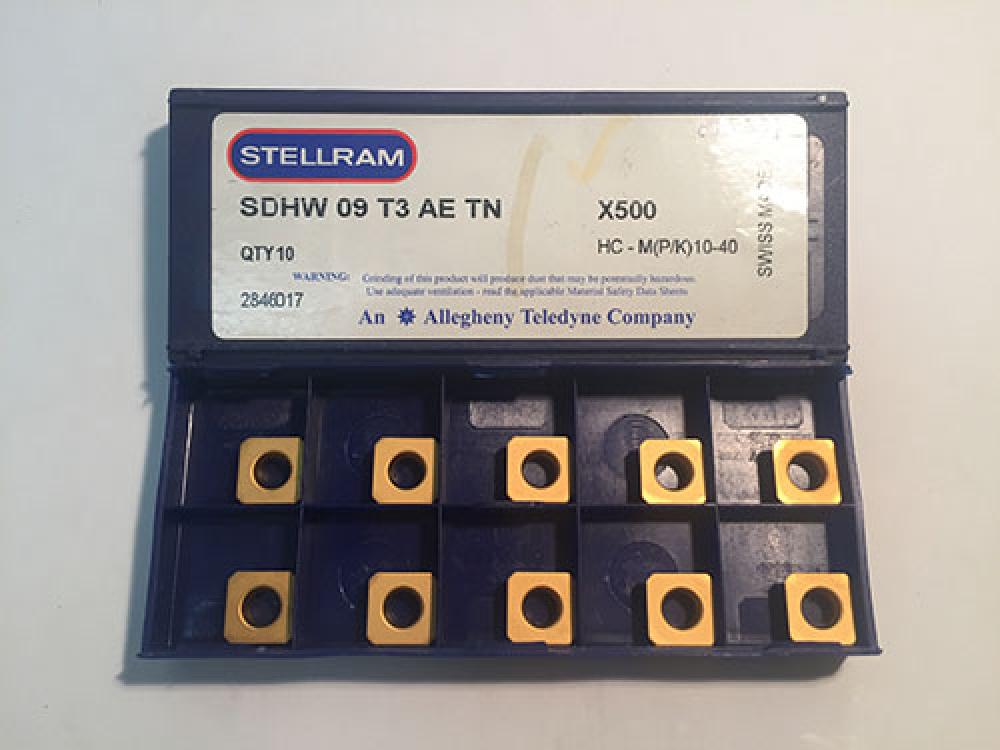 STELLRAM
SDHW 09 T3 AE TN
X500
QTY 10
HC - M(P/K)10-40
SWISS MADE
WARNING: Grinding of this product will produce dust that may be potentially hazardous.
Use adequate ventilation - read the applicable Material Safety Data Sheets
2846017
An Allegheny Teledyne Company